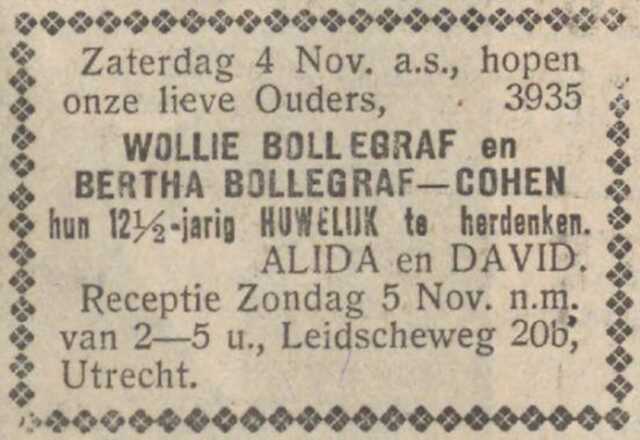 Zaterdag 4 Nov. a.s., hopen
onze lieve Ouders, 3935
WOLLIE BOLLEGRAF en
BERTHA BOLLEGRAF—COHEN
hun 12½-jarig HUWELIJK te herdenken.
ALIDA en DAVID.
Receptie Zondag 5 Nov. n.m.
van 2—5 u., Leidscheweg 20b,
Utrecht.